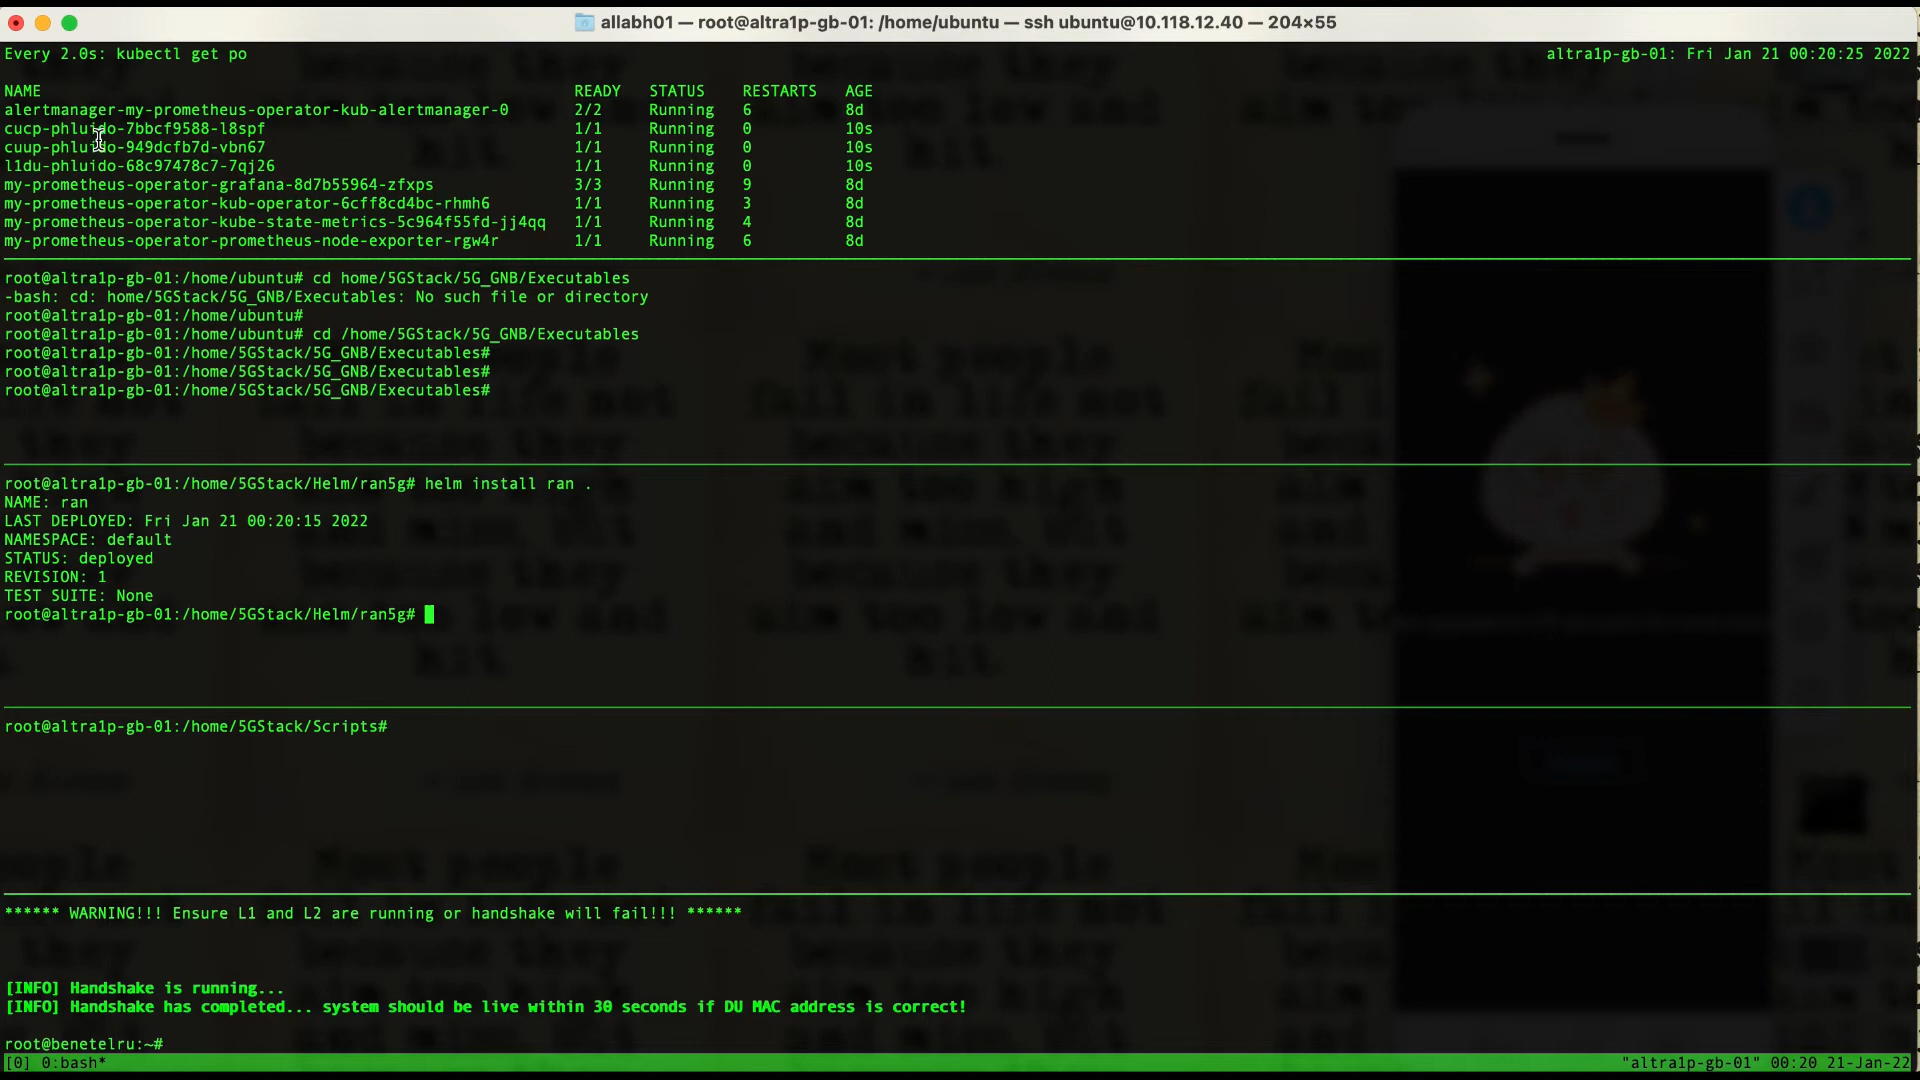 allabh01 — root@altra1p-gb-01: /home/ubuntu — ssh ubuntu@10.118.12.40 — 204×55
Every 2.0s: kubectl get po altra1p-gb-01: Fri Jan 21 00:20:25 2022
NAME READY STATUS RESTARTS AGE
alertmanager-my-prometheus-operator-kub-alertmanager-0 2/2 Running 6 8d
cucp-phluido-7bbcf9588-l8spf 1/1 Running 0 10s
cuup-phluido-949dcfb7d-vbn67 1/1 Running 0 10s
l1du-phluido-68c97478c7-7qj26 1/1 Running 0 10s
my-prometheus-operator-grafana-8d7b55964-zfxps 3/3 Running 9 8d
my-prometheus-operator-kub-operator-6cff8cd4bc-rhmh6 1/1 Running 3 8d
my-prometheus-operator-kube-state-metrics-5c964f55fd-jj4qq 1/1 Running 4 8d
my-prometheus-operator-prometheus-node-exporter-rgw4r 1/1 Running 6 8d
root@altra1p-gb-01:/home/ubuntu# cd home/5GStack/5G_GNB/Executables
-bash: cd: home/5GStack/5G_GNB/Executables: No such file or directory
root@altra1p-gb-01:/home/ubuntu#
root@altra1p-gb-01:/home/ubuntu# cd /home/5GStack/5G_GNB/Executables
root@altra1p-gb-01:/home/5GStack/5G_GNB/Executables#
root@altra1p-gb-01:/home/5GStack/5G_GNB/Executables#
root@altra1p-gb-01:/home/5GStack/5G_GNB/Executables#
root@altra1p-gb-01:/home/5GStack/Helm/ran5g# helm install ran .
NAME: ran
LAST DEPLOYED: Fri Jan 21 00:20:15 2022
NAMESPACE: default
STATUS: deployed
REVISION: 1
TEST SUITE: None
root@altra1p-gb-01:/home/5GStack/Helm/ran5g#
root@altra1p-gb-01:/home/5GStack/Scripts#
****** WARNING!!! Ensure L1 and L2 are running or handshake will fail!!! ******
[INFO] Handshake is running...
[INFO] Handshake has completed... system should be live within 30 seconds if DU MAC address is correct!
root@benetelru:~#
[0] 0:bash* "altra1p-gb-01" 00:20 21-Jan-22